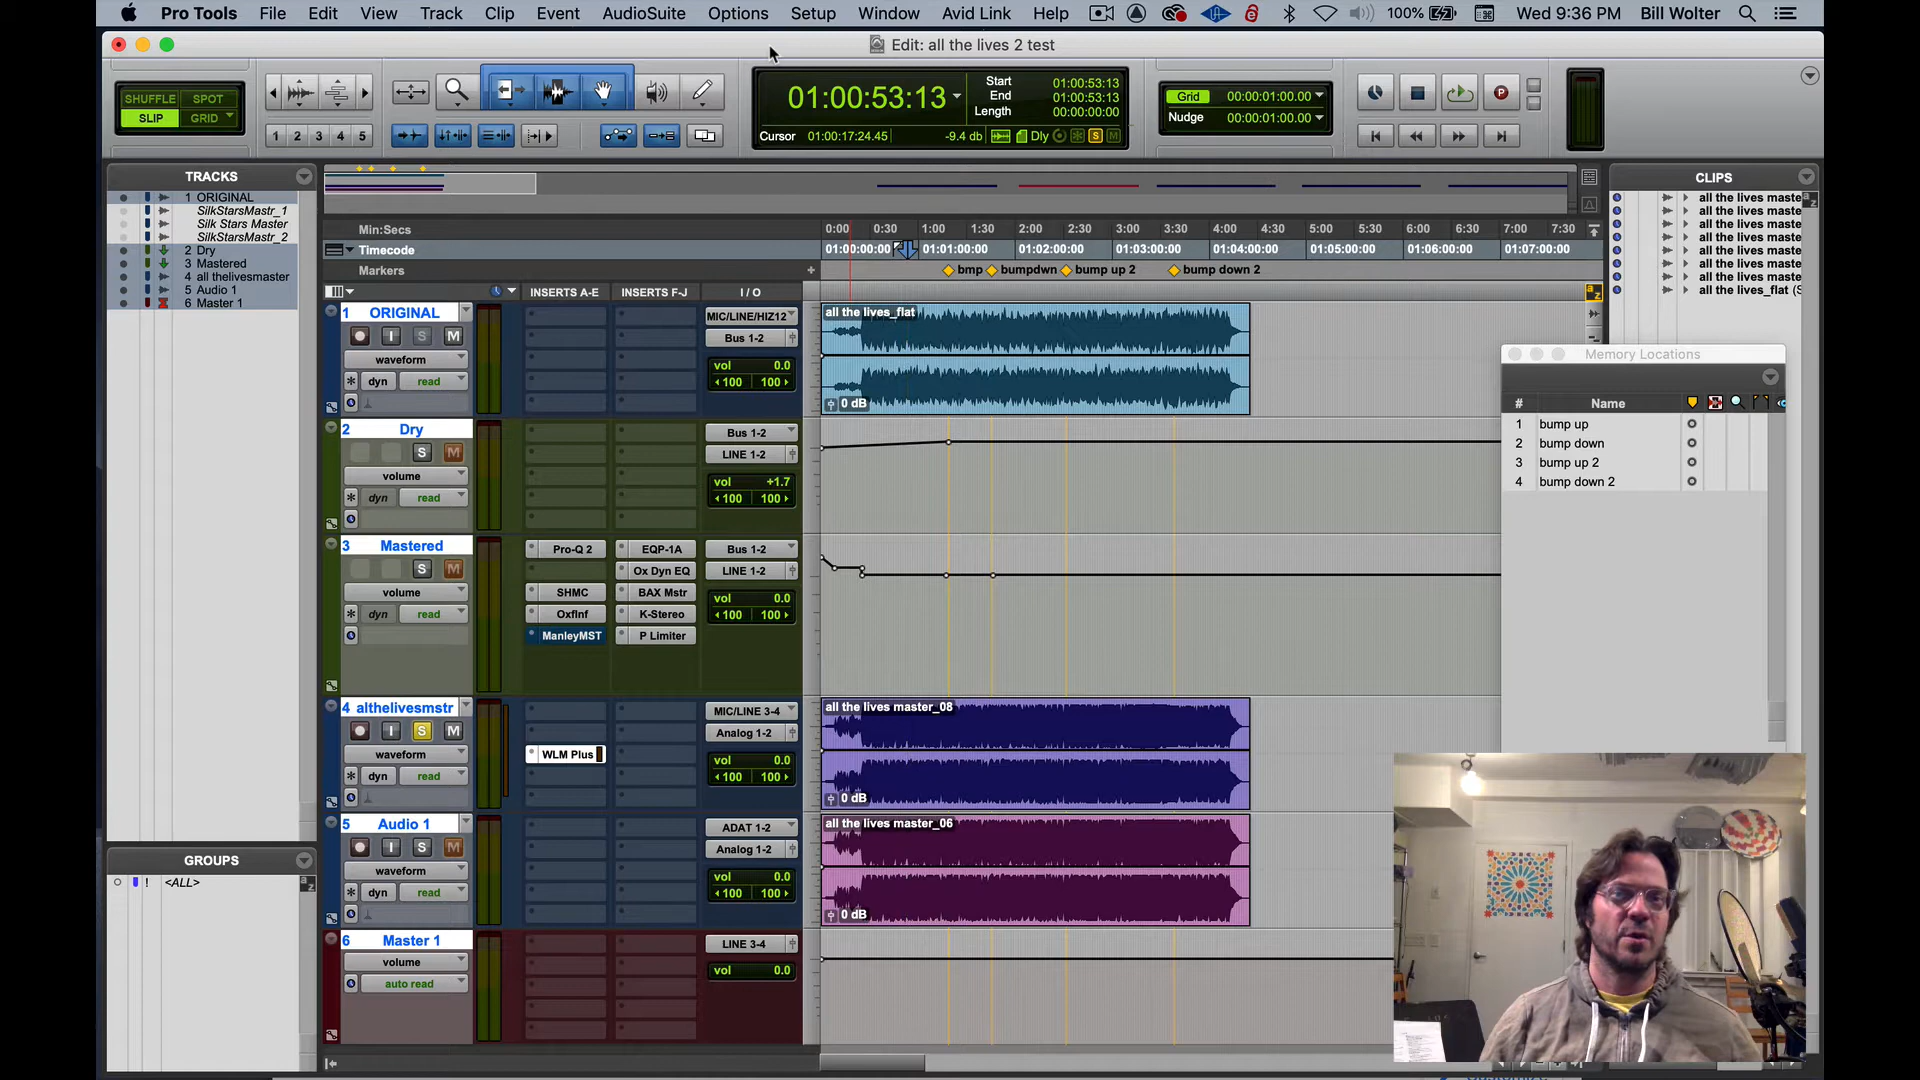 Pro Tools File Edit View Track Clip Event AudioSuite Options Setup Window Avid Link Help 100% Wed 9:36 PM Bill Wolter
Edit: all the lives 2 test
SHUFFLE SPOT
SLIP GRID
1 2 3 4 5
01:00:53:13
Start 01:00:53:13
End 01:00:53:13
Length 00:00:00:00
Cursor 01:00:17:24.45 -9.4 db Dly S M
Grid 00:00:01:00.00
Nudge 00:00:01:00.00
TRACKS
1 ORIGINAL
SilkStarsMastr_1
Silk Stars Master
SilkStarsMastr_2
2 Dry
3 Mastered
4 all thelivesmaster
5 Audio 1
6 Master 1
GROUPS
! <ALL>
Min:Secs 0:00 0:30 1:00 1:30 2:00 2:30 3:00 3:30 4:00 4:30 5:00 5:30 6:00 6:30 7:00 7:30
Timecode 01:00:00:00 01:01:00:00 01:02:00:00 01:03:00:00 01:04:00:00 01:05:00:00 01:06:00:00 01:07:00:00
Markers bmp bumpdwn bump up 2 bump down 2
INSERTS A-E INSERTS F-J I / O
1 ORIGINAL
I S M
waveform
dyn read
MIC/LINE/HIZ12
Bus 1-2
vol 0.0
100 100
all the lives_flat
0 dB
2 Dry
S M
volume
dyn read
Bus 1-2
LINE 1-2
vol +1.7
100 100
3 Mastered
S M
volume
dyn read
Pro-Q 2 EQP-1A Bus 1-2
Ox Dyn EQ LINE 1-2
SHMC BAX Mstr
OxfInf K-Stereo
ManleyMST P Limiter
vol 0.0
100 100
4 althelivesmstr
I S M
waveform
dyn read
WLM Plus
MIC/LINE 3-4
Analog 1-2
vol 0.0
100 100
all the lives master_08
0 dB
5 Audio 1
I S M
waveform
dyn read
ADAT 1-2
Analog 1-2
vol 0.0
100 100
all the lives master_06
0 dB
6 Master 1
volume
auto read
LINE 3-4
vol 0.0
CLIPS
all the lives maste
all the lives maste
all the lives maste
all the lives maste
all the lives maste
all the lives maste
all the lives maste
all the lives_flat (S
Memory Locations
# Name
1 bump up
2 bump down
3 bump up 2
4 bump down 2